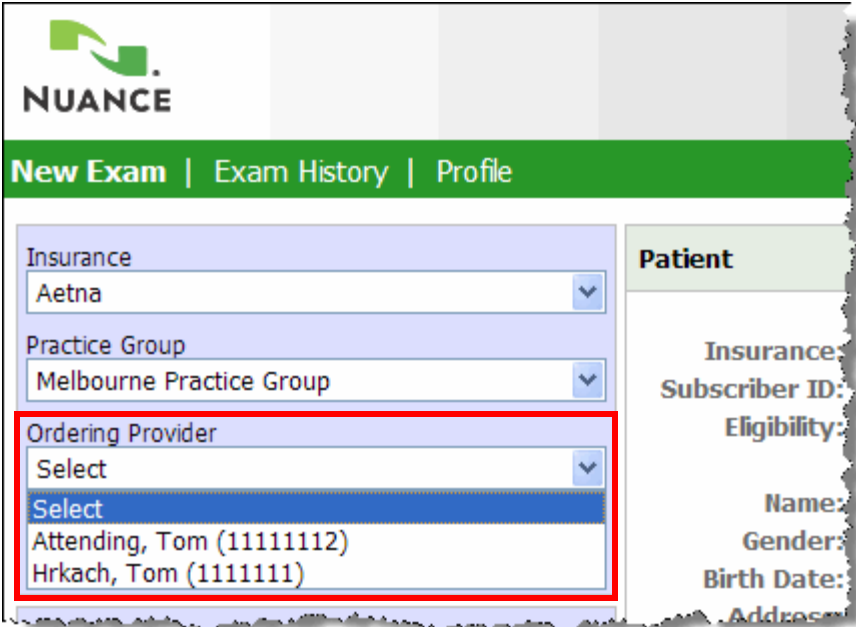 NUANCE
New Exam | Exam History | Profile
Insurance
Aetna
Practice Group
Melbourne Practice Group
Ordering Provider
Select
Select
Attending, Tom (11111112)
Hrkach, Tom (1111111)
Patient
Insurance:
Subscriber ID:
Eligibility:
Name:
Gender:
Birth Date:
Address: